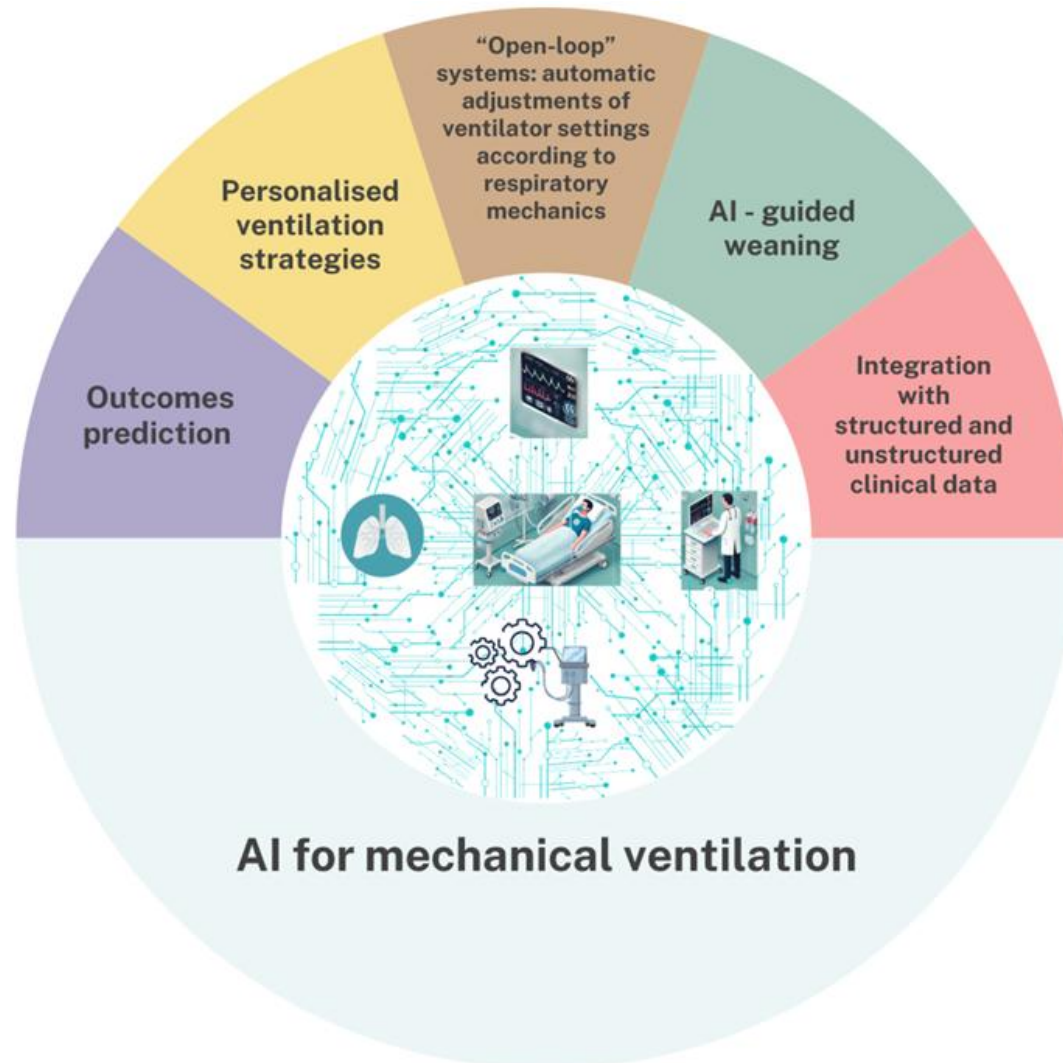 “Open-loop”
systems: automatic
adjustments of
ventilator settings
according to
respiratory
mechanics
Personalised
ventilation
strategies
AI - guided
weaning
Outcomes
prediction
Integration
with
structured and
unstructured
clinical data
AI for mechanical ventilation